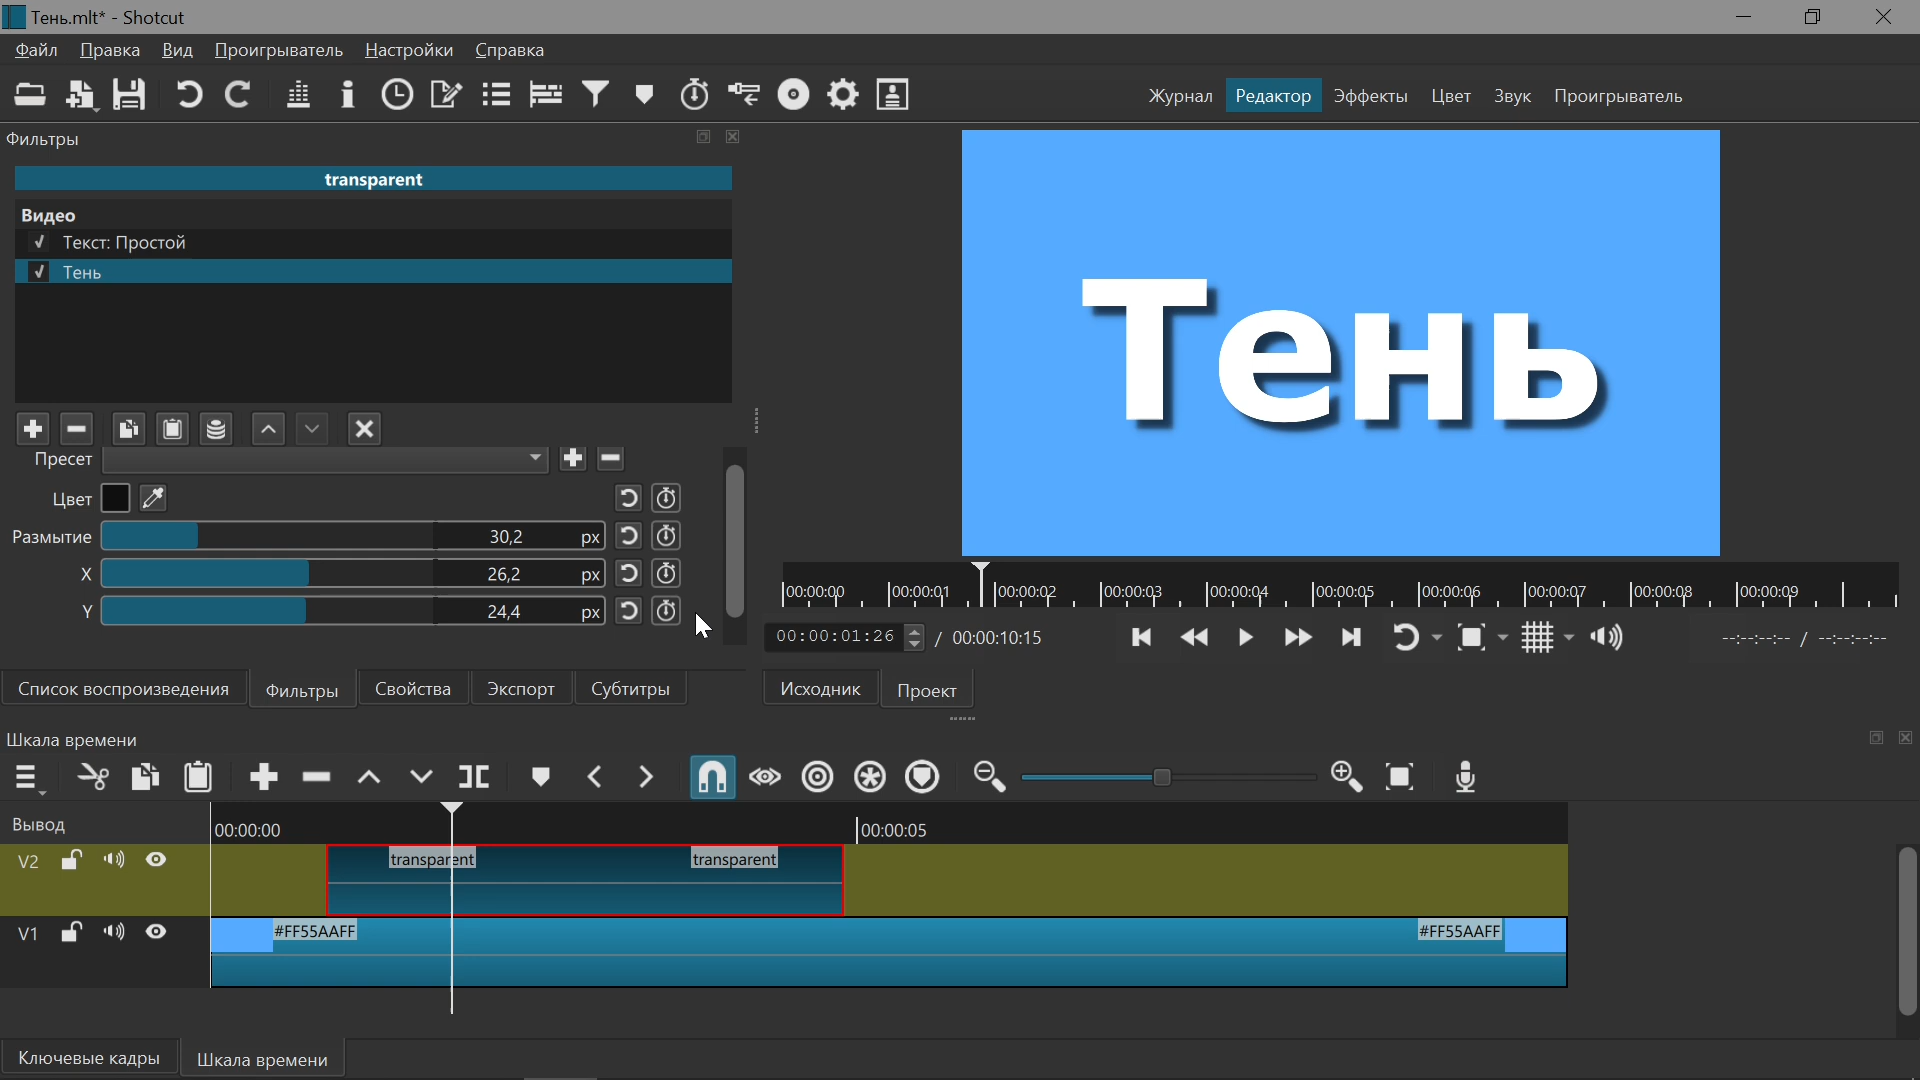 Тень.mlt* - Shotcut
Файл Правка Вид Проигрыватель Настройки Справка
Журнал Редактор Эффекты Цвет Звук Проигрыватель
Фильтры
transparent
Видео
Текст: Простой
Тень
Тень
Пресет
Цвет
Размытие 30,2 px
X 26,2 px
Y 24,4 px
00:00:00 00:00:01 00:00:02 00:00:03 00:00:04 00:00:05 00:00:06 00:00:07 00:00:08 00:00:09
00:00:01:26 / 00:00:10:15 --:--:--:-- / --:--:--:--
Список воспроизведения Фильтры Свойства Экспорт Субтитры Исходник Проект
Шкала времени
Вывод 00:00:00 00:00:05
V2 transparent transparent
V1 #FF55AAFF #FF55AAFF
Ключевые кадры Шкала времени